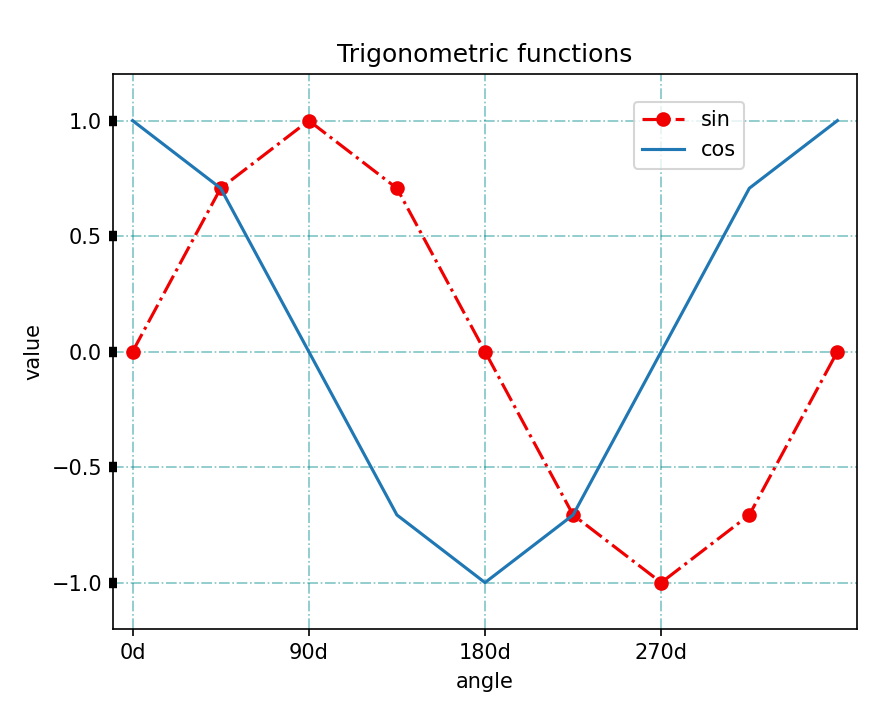 Trigonometric functions
sin
cos
1.0
0.5
0.0
−0.5
−1.0
value
0d 90d 180d 270d
angle